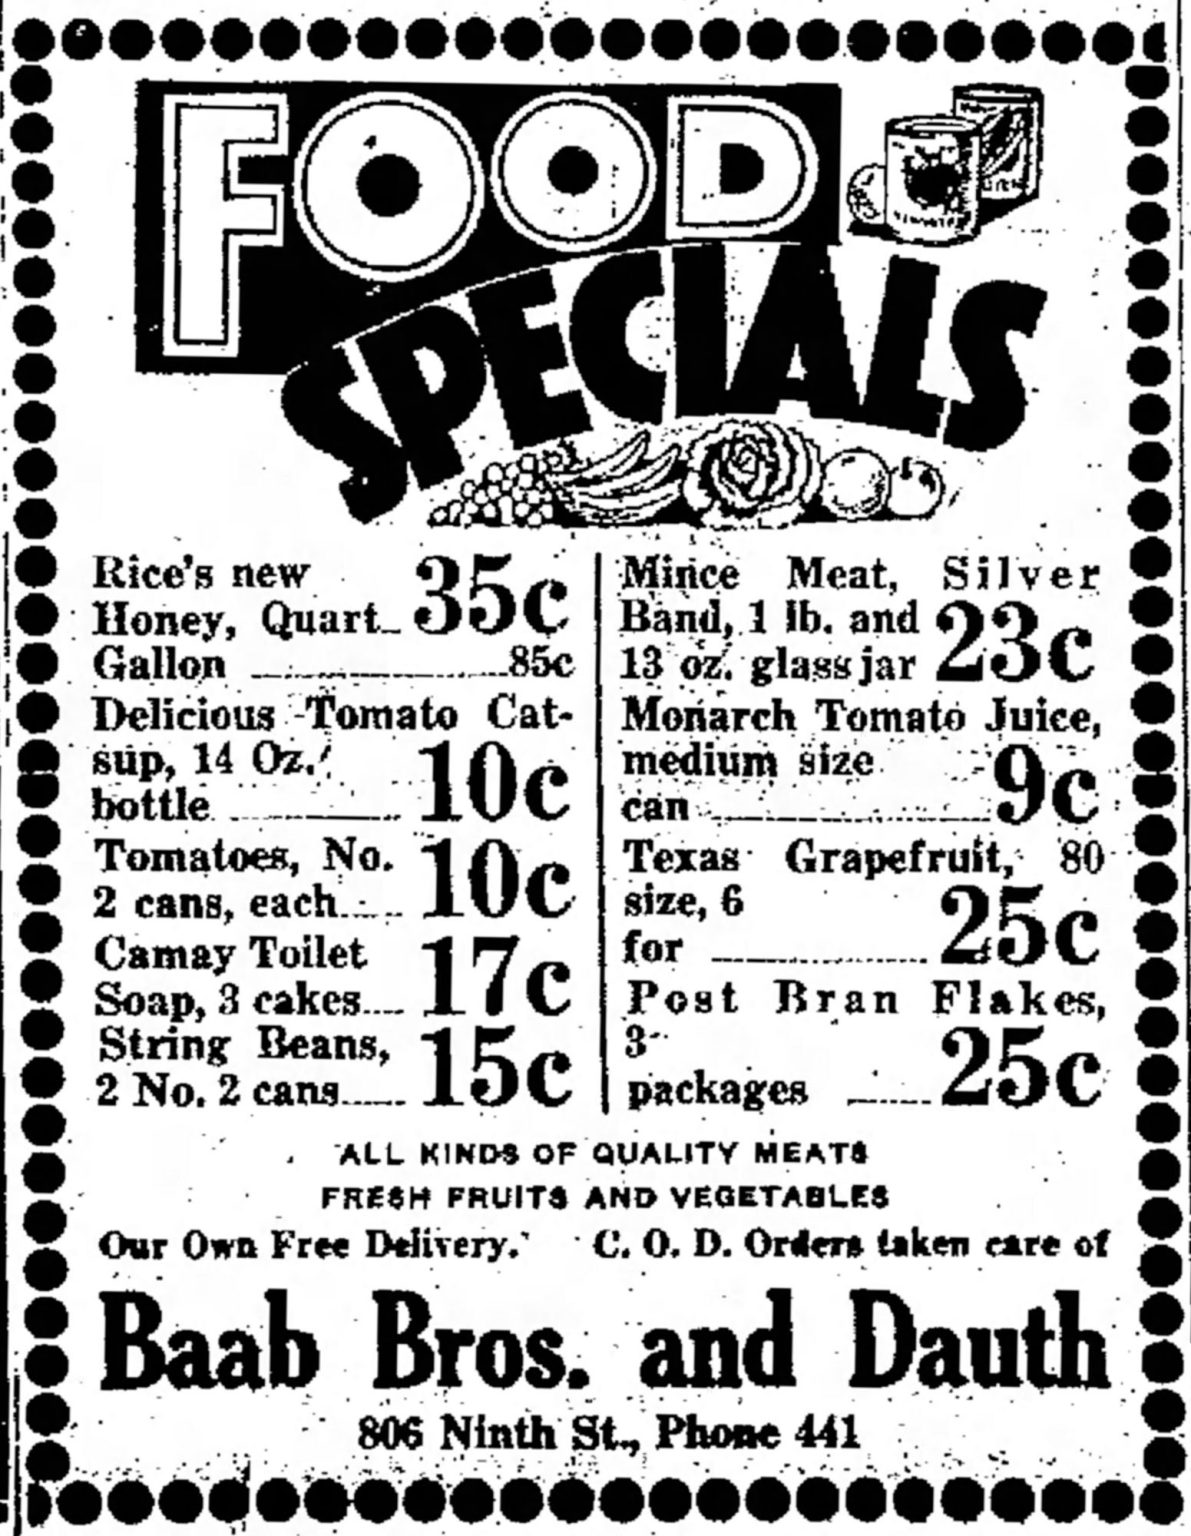 FOOD
SPECIALS
Rice's new
Honey, Quart 35c
Gallon 85c
Delicious Tomato Cat-
sup, 14 Oz.
bottle 10c
Tomatoes, No.
2 cans, each 10c
Camay Toilet
Soap, 3 cakes 17c
String Beans,
2 No. 2 cans 15c
Mince Meat, Silver
Band, 1 lb. and
13 oz. glass jar 23c
Monarch Tomato Juice,
medium size
can 9c
Texas Grapefruit, 80
size, 6
for 25c
Post Bran Flakes,
3
packages 25c
ALL KINDS OF QUALITY MEATS
FRESH FRUITS AND VEGETABLES
Our Own Free Delivery. C. O. D. Orders taken care of
Baab Bros. and Dauth
806 Ninth St., Phone 441